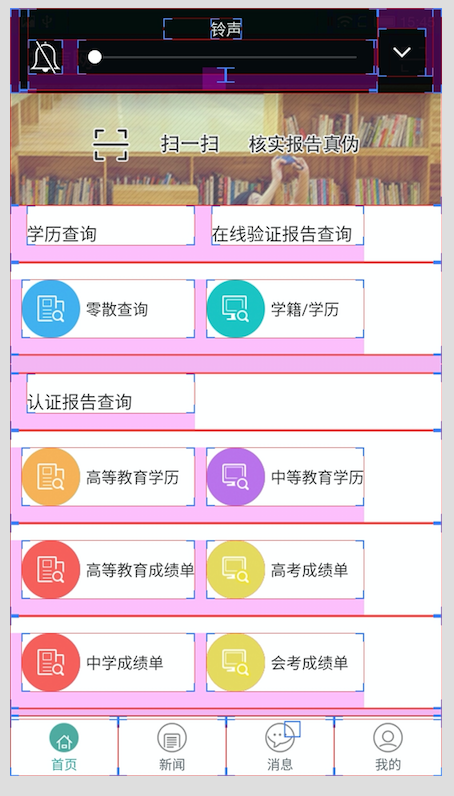 铃声
扫一扫 核实报告真伪
学历查询 在线验证报告查询
零散查询 学籍/学历
认证报告查询
高等教育学历 中等教育学历
高等教育成绩单 高考成绩单
中学成绩单 会考成绩单
首页 新闻 消息 我的